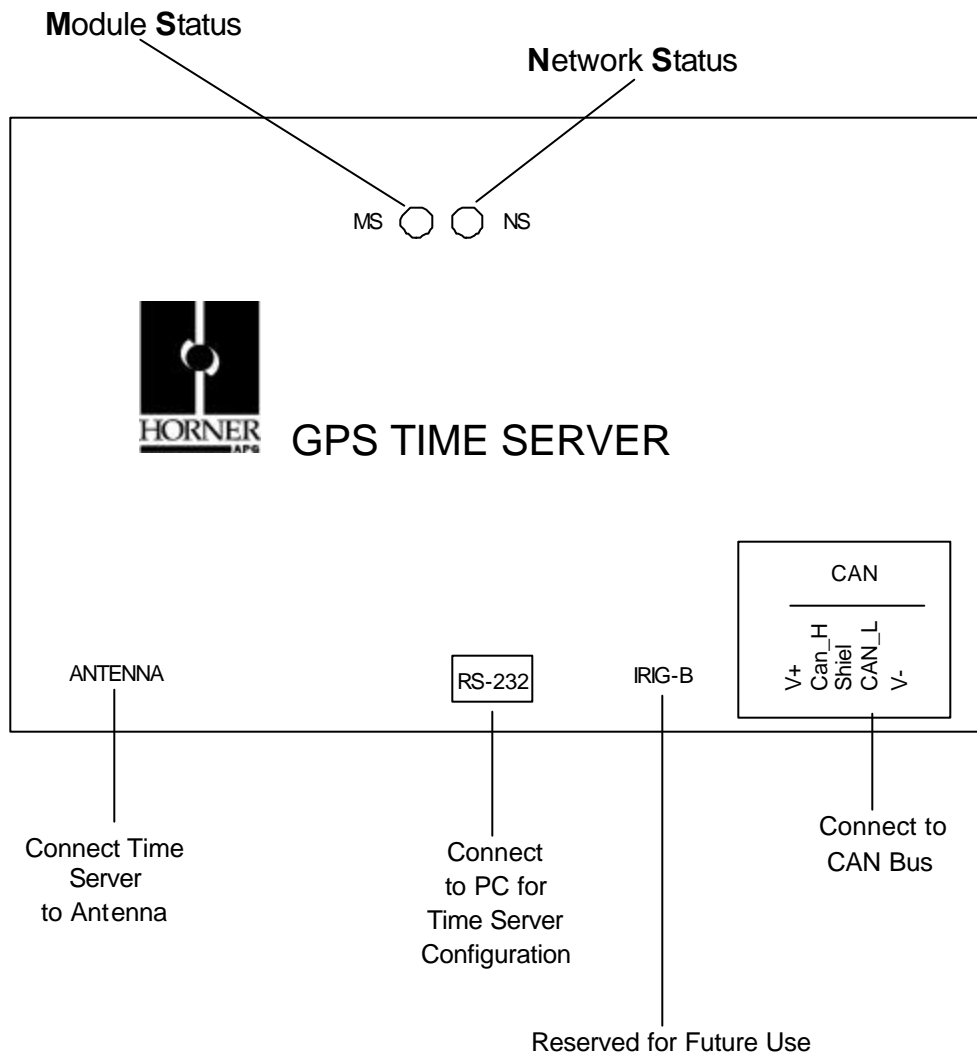 Module Status
Network Status
MS
NS
HORNER
APG
GPS TIME SERVER
CAN
V+
Can_H
Shiel
CAN_L
V-
ANTENNA
RS-232
IRIG-B
Connect Time
Server
to Antenna
Connect
to PC for
Time Server
Configuration
Connect to
CAN Bus
Reserved for Future Use